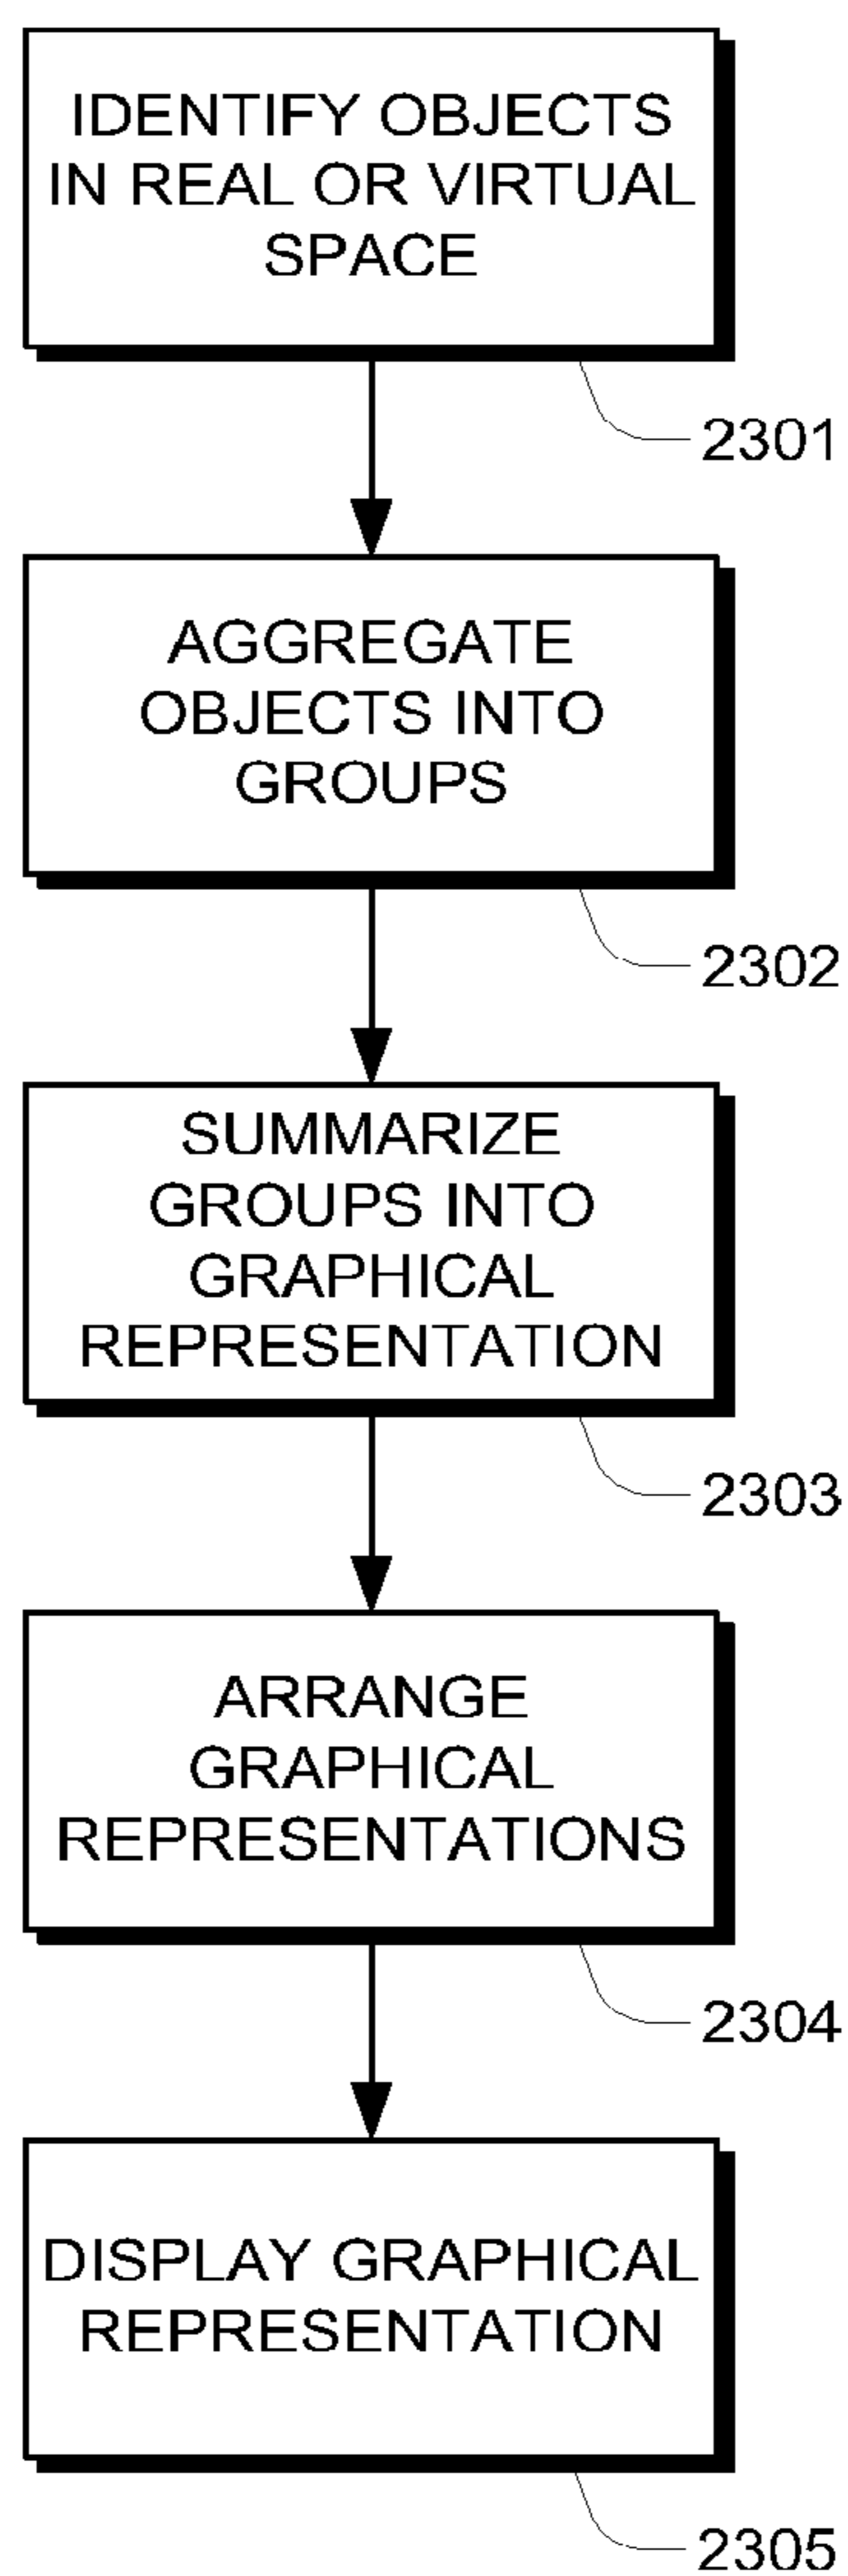 IDENTIFY OBJECTS
IN REAL OR VIRTUAL
SPACE
2301
AGGREGATE
OBJECTS INTO
GROUPS
2302
SUMMARIZE
GROUPS INTO
GRAPHICAL
REPRESENTATION
2303
ARRANGE
GRAPHICAL
REPRESENTATIONS
2304
DISPLAY GRAPHICAL
REPRESENTATION
2305